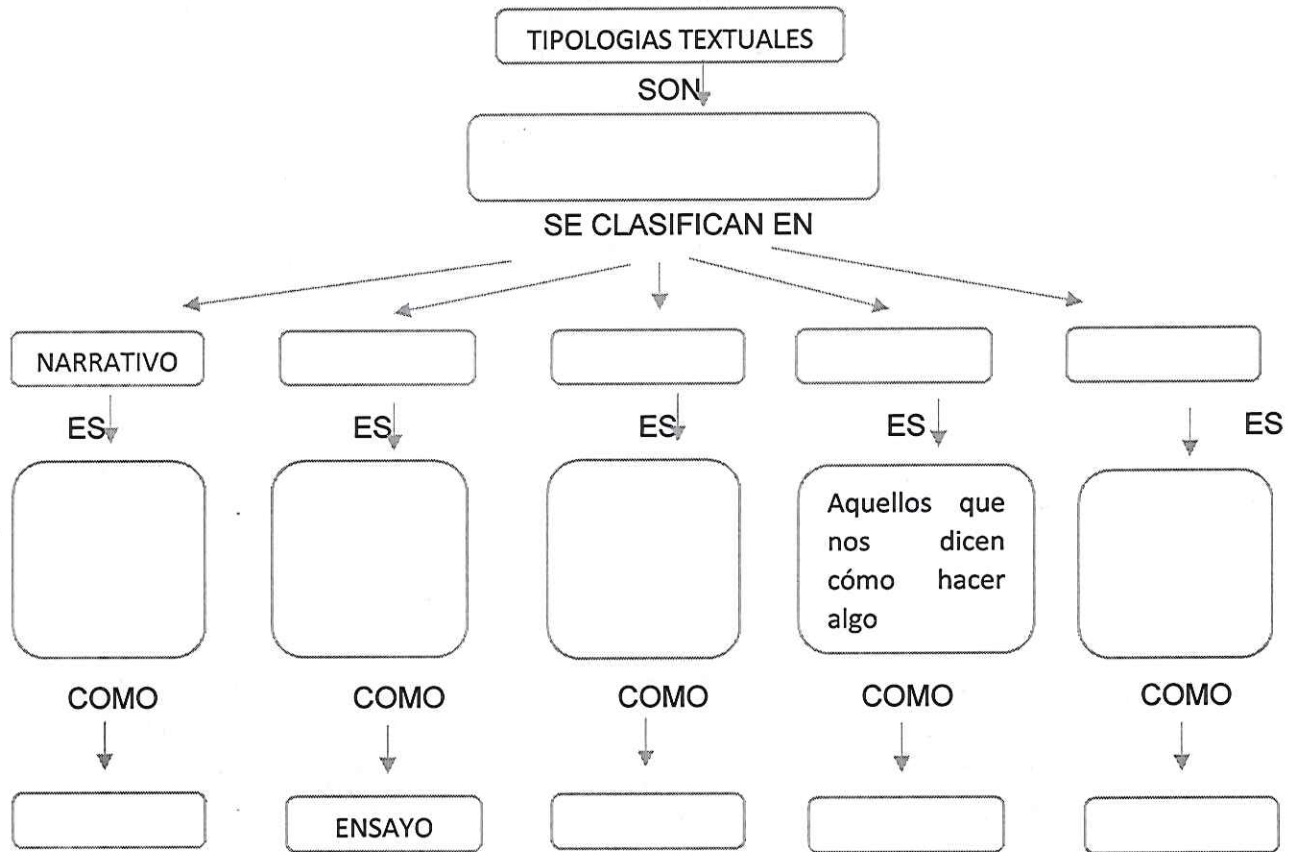 TIPOLOGIAS TEXTUALES
SON
SE CLASIFICAN EN
NARRATIVO
ES
ES
ES
ES
ES
Aquellos que
nos dicen
cómo hacer
algo
COMO
COMO
COMO
COMO
COMO
ENSAYO